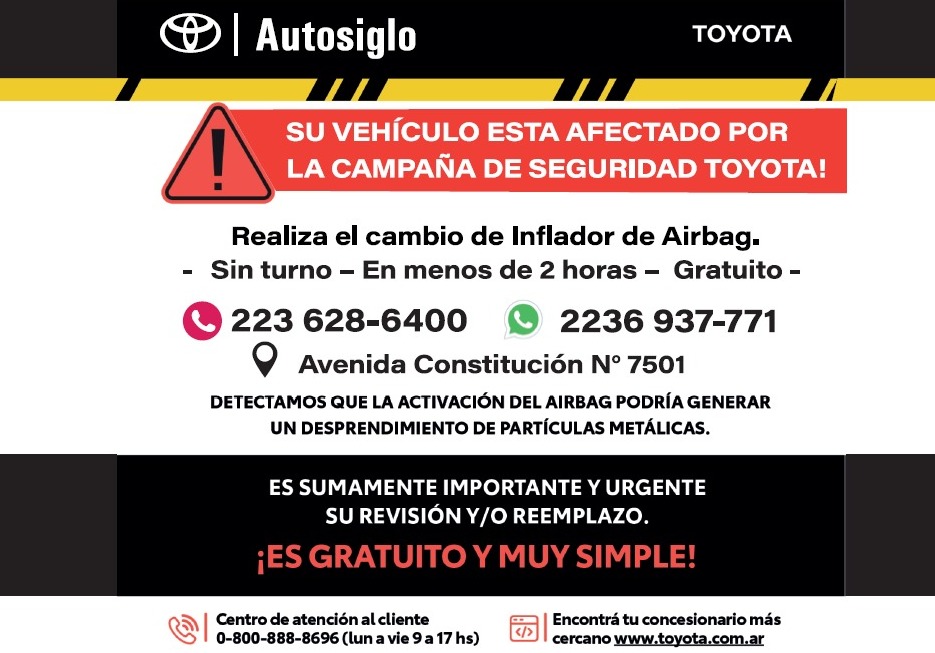 Autosiglo
TOYOTA
SU VEHÍCULO ESTA AFECTADO POR
LA CAMPAÑA DE SEGURIDAD TOYOTA!
Realiza el cambio de Inflador de Airbag.
- Sin turno – En menos de 2 horas – Gratuito -
223 628-6400 2236 937-771
Avenida Constitución N° 7501
DETECTAMOS QUE LA ACTIVACIÓN DEL AIRBAG PODRÍA GENERAR
UN DESPRENDIMIENTO DE PARTÍCULAS METÁLICAS.
ES SUMAMENTE IMPORTANTE Y URGENTE
SU REVISIÓN Y/O REEMPLAZO.
¡ES GRATUITO Y MUY SIMPLE!
Centro de atención al cliente
0-800-888-8696 (lun a vie 9 a 17 hs)
Encontrá tu concesionario más
cercano www.toyota.com.ar